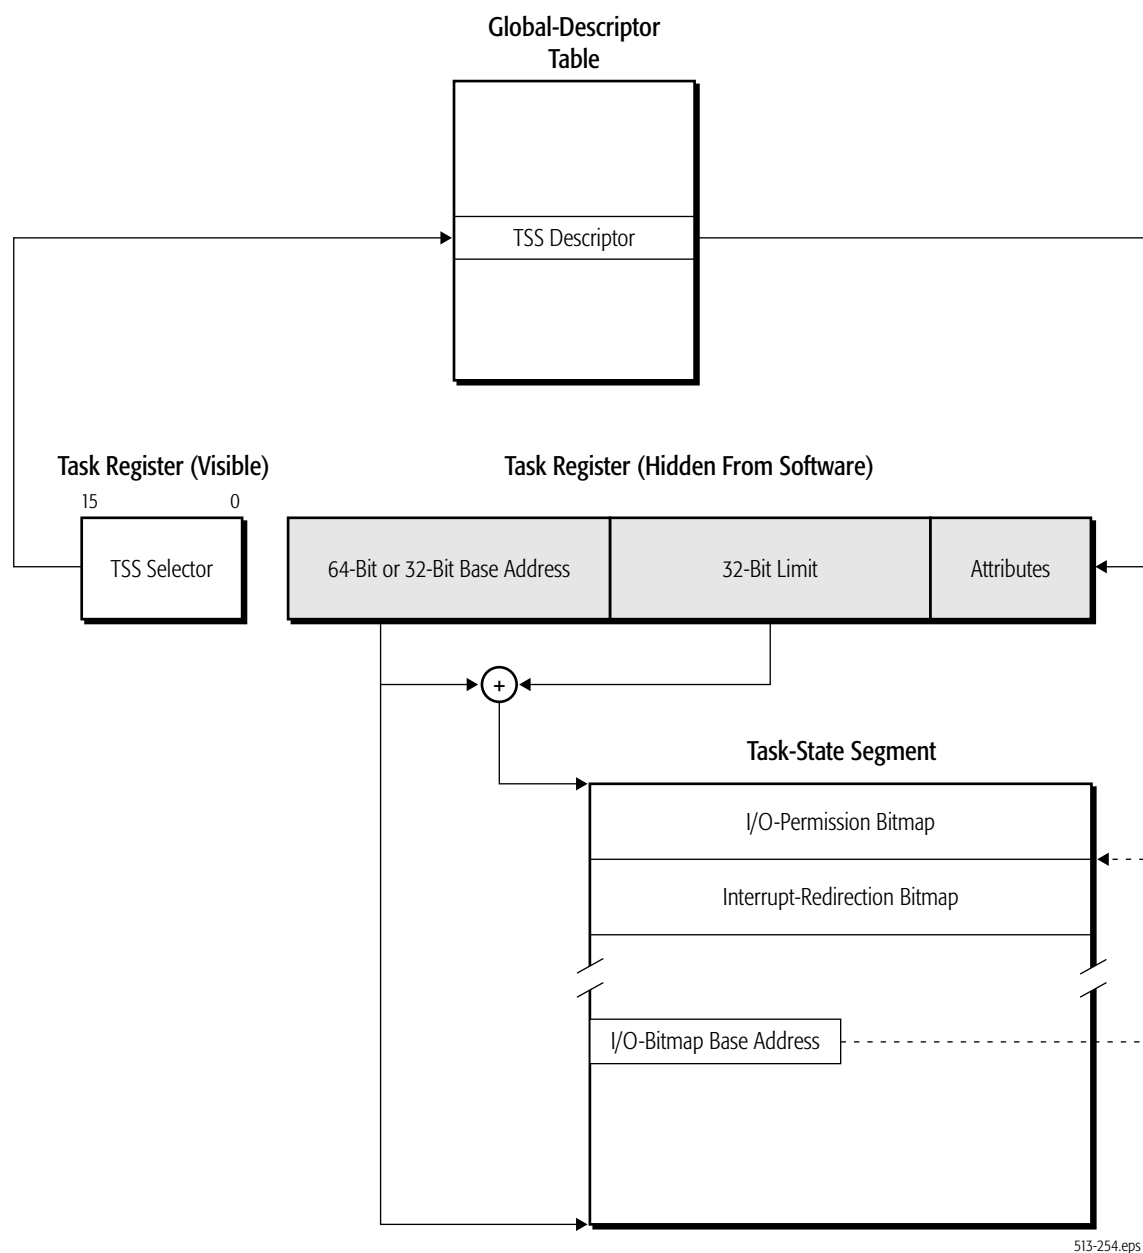 Global-Descriptor
Table
TSS Descriptor
Task Register (Visible)
Task Register (Hidden From Software)
15 0
TSS Selector
64-Bit or 32-Bit Base Address
32-Bit Limit
Attributes
+
Task-State Segment
I/O-Permission Bitmap
Interrupt-Redirection Bitmap
I/O-Bitmap Base Address
513-254.eps